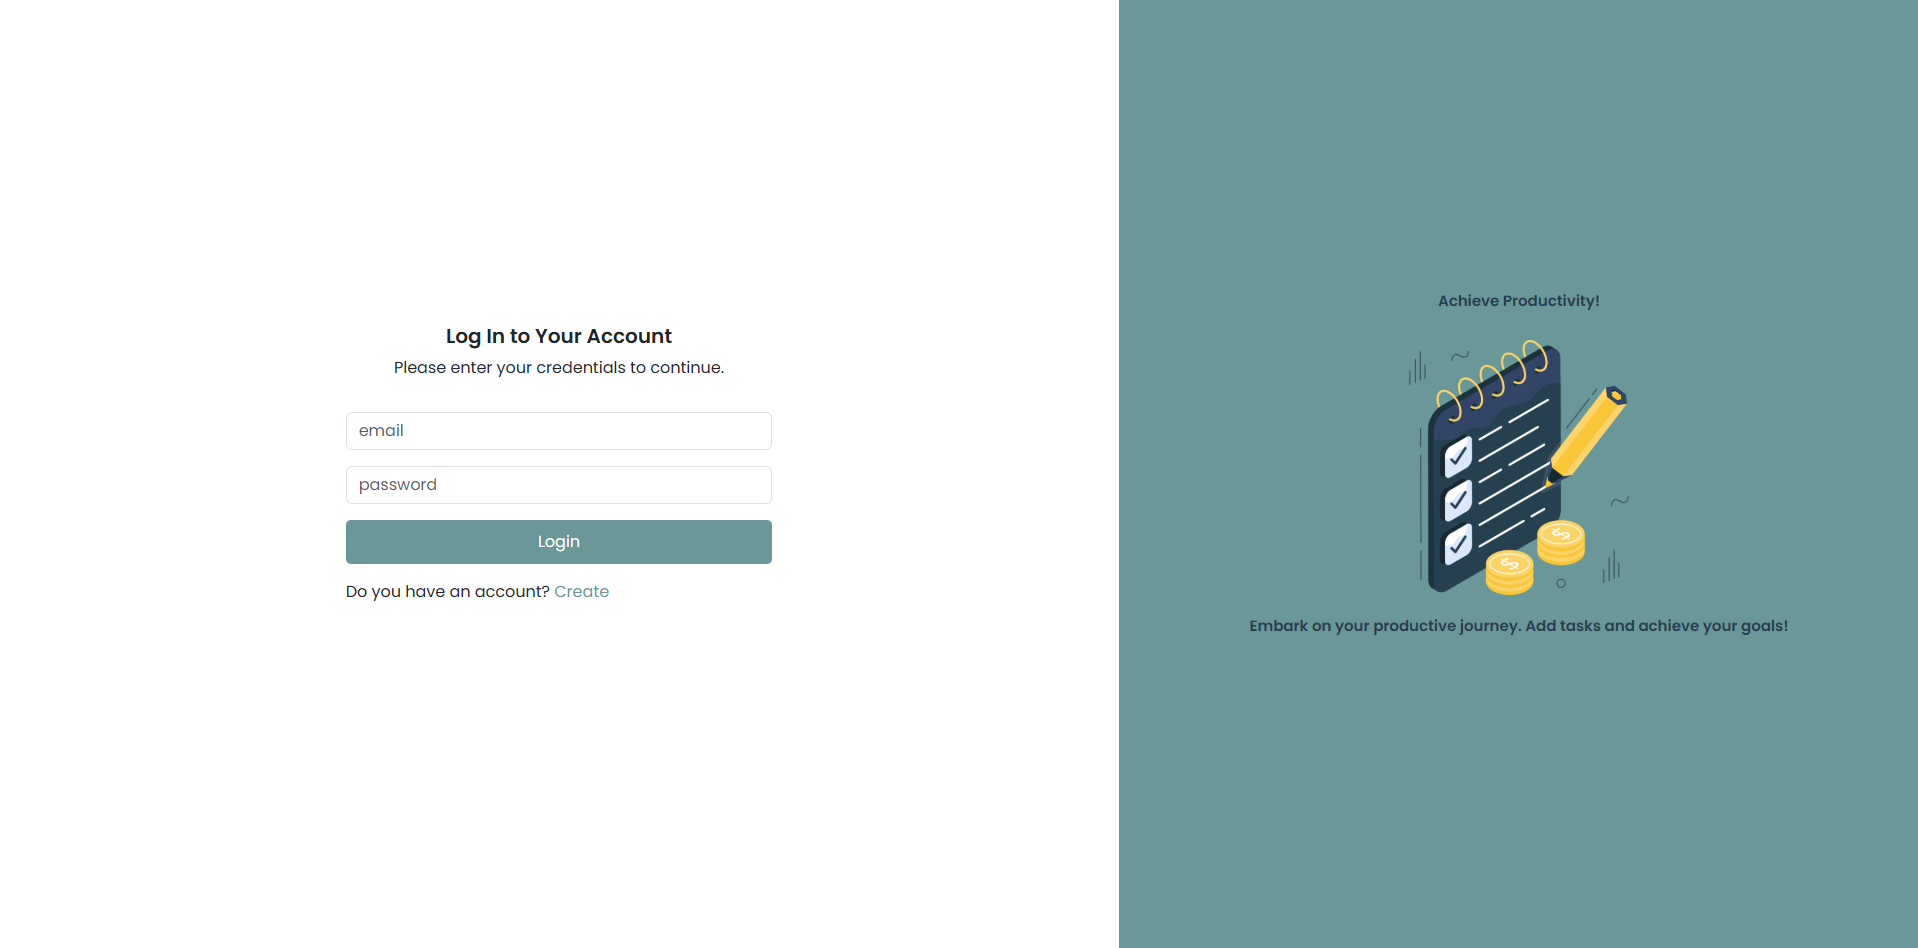 Log In to Your Account
Please enter your credentials to continue.
email
password
Login
Do you have an account? Create
Achieve Productivity!
Embark on your productive journey. Add tasks and achieve your goals!